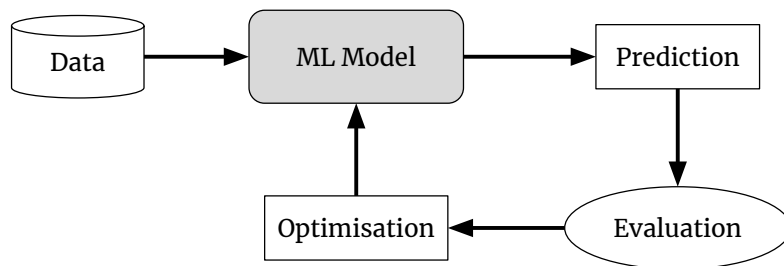 Data
ML Model
Prediction
Optimisation
Evaluation